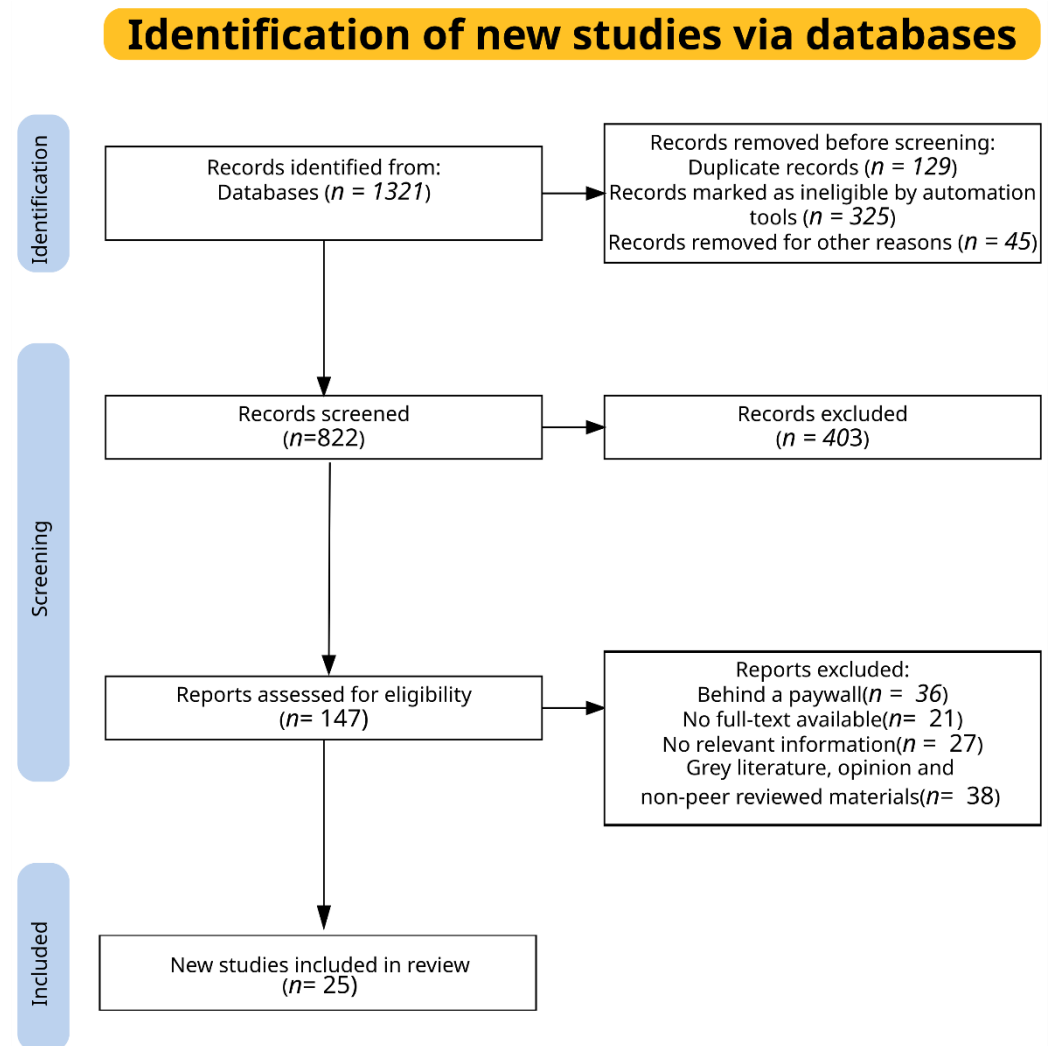 Identification of new studies via databases
Identification
Records identified from:
Databases (n = 1321)
Records removed before screening:
Duplicate records (n = 129)
Records marked as ineligible by automation
tools (n = 325)
Records removed for other reasons (n = 45)
Screening
Records screened
(n=822)
Records excluded
(n = 403)
Reports assessed for eligibility
(n= 147)
Reports excluded:
Behind a paywall(n = 36)
No full-text available(n= 21)
No relevant information(n = 27)
Grey literature, opinion and
non-peer reviewed materials(n= 38)
Included
New studies included in review
(n= 25)